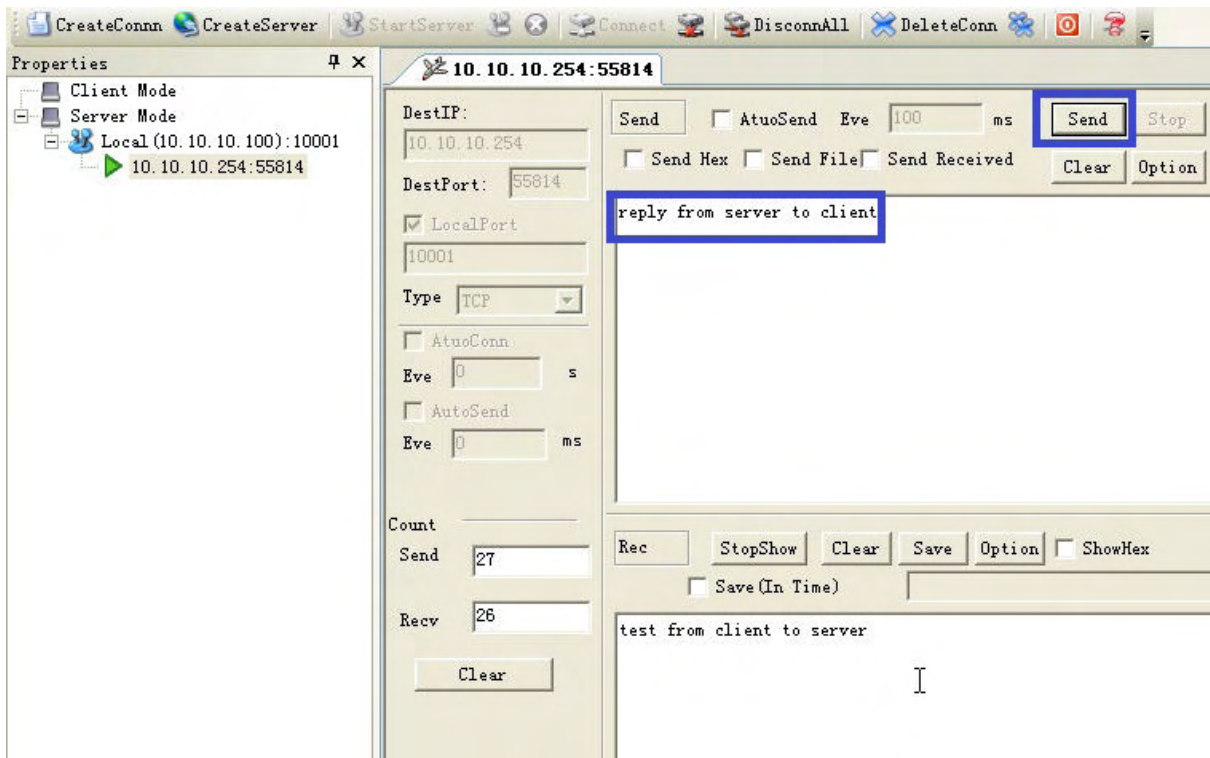 CreateConnn CreateServer StartServer Connect DisconnAll DeleteConn
Properties
Client Mode
Server Mode
Local(10.10.10.100):10001
10.10.10.254:55814
10.10.10.254:55814
DestIP:
10.10.10.254
DestPort: 55814
LocalPort
10001
Type TCP
AtuoConn
Eve 0 s
AutoSend
Eve 0 ms
Count
Send 27
Recv 26
Clear
Send AtuoSend Eve 100 ms Send Stop
Send Hex Send File Send Received Clear Option
reply from server to client
Rec StopShow Clear Save Option ShowHex
Save(In Time)
test from client to server